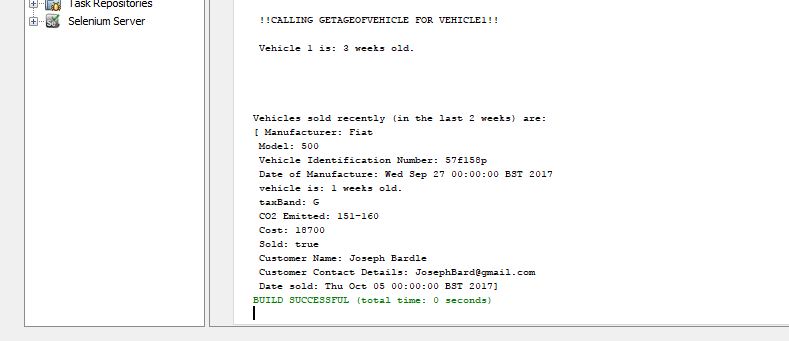 Task Repositories
Selenium Server
!!CALLING GETAGEOFVEHICLE FOR VEHICLE1!!
Vehicle 1 is: 3 weeks old.
Vehicles sold recently (in the last 2 weeks) are:
[ Manufacturer: Fiat
Model: 500
Vehicle Identification Number: 57f158p
Date of Manufacture: Wed Sep 27 00:00:00 BST 2017
vehicle is: 1 weeks old.
taxBand: G
CO2 Emitted: 151-160
Cost: 18700
Sold: true
Customer Name: Joseph Bardle
Customer Contact Details: JosephBard@gmail.com
Date sold: Thu Oct 05 00:00:00 BST 2017]
BUILD SUCCESSFUL (total time: 0 seconds)